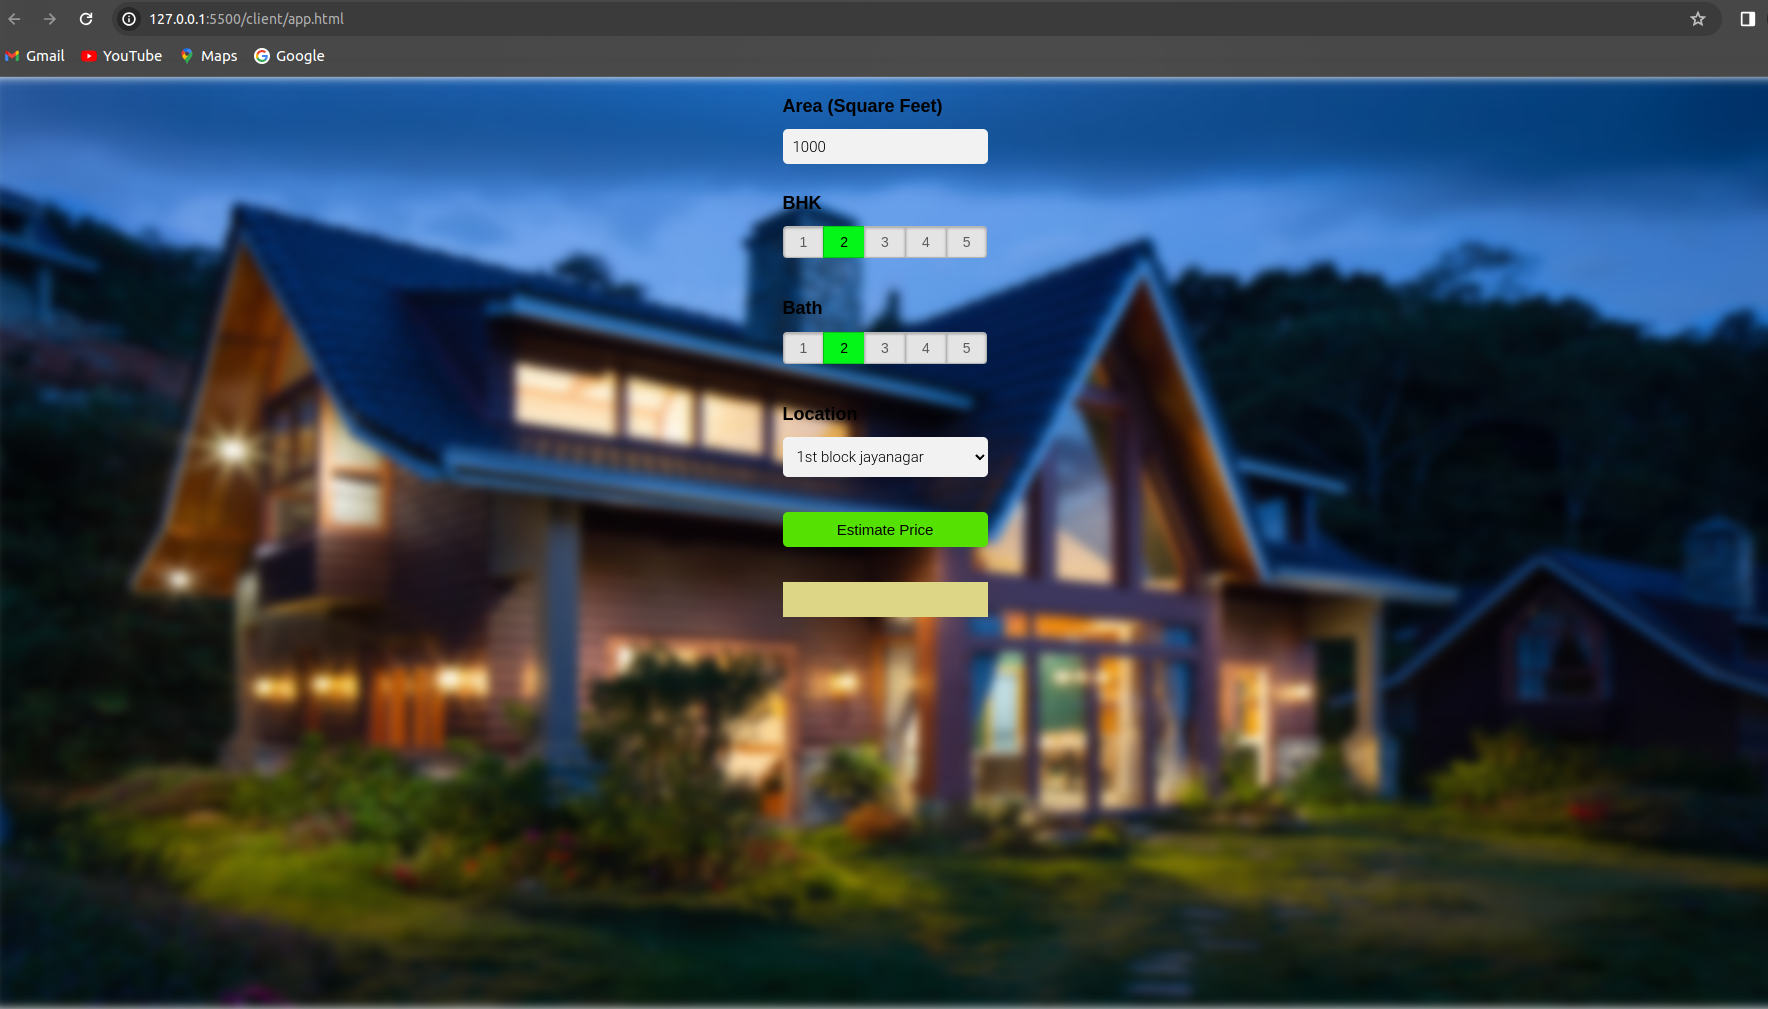 127.0.0.1:5500/client/app.html
Gmail YouTube Maps Google
Area (Square Feet)
1000
BHK
1 2 3 4 5
Bath
1 2 3 4 5
Location
1st block jayanagar
Estimate Price